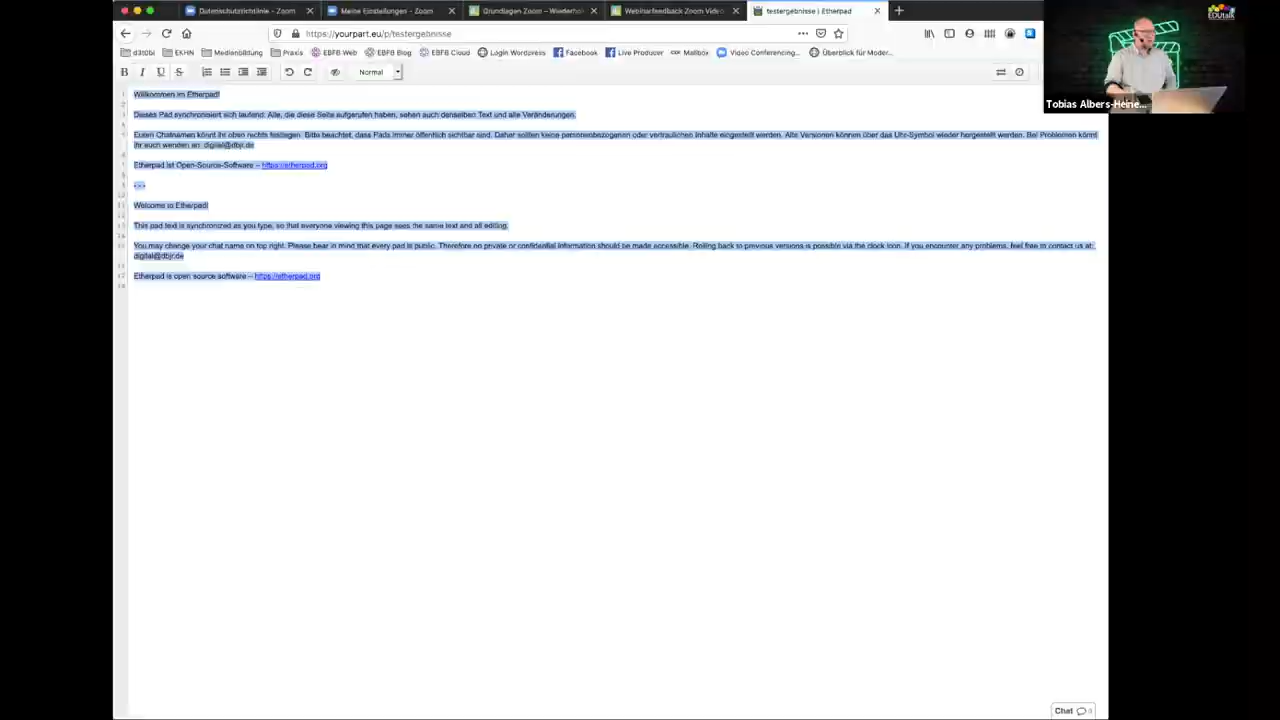 Datenschutzrichtlinie - Zoom
Meine Einstellungen - Zoom
Grundlagen Zoom – Wiederhol
Webinarfeedback Zoom Video
testergebnisse | Etherpad
https://yourpart.eu/p/testergebnisse
EDUtalk
d3t0bi
EKHN
Medienbildung
Praxis
EBFB Web
EBFB Blog
EBFB Cloud
Login Wordpress
Facebook
Live Producer
Mailbox
Video Conferencing...
Überblick für Moder...
B I U S
Normal
Tobias Albers-Heine...
Willkommen im Etherpad!
Dieses Pad synchronisiert sich laufend: Alle, die diese Seite aufgerufen haben, sehen auch denselben Text und alle Veränderungen.
Euren Chatnamen könnt ihr oben rechts festlegen. Bitte beachtet, dass Pads immer öffentlich sichtbar sind. Daher sollten keine personenbezogenen oder vertraulichen Inhalte eingestellt werden. Alte Versionen können über das Uhr-Symbol wieder hergestellt werden. Bei Problemen könnt
ihr euch wenden an: digital@dbjr.de
Etherpad ist Open-Source-Software – https://etherpad.org
---
Welcome to Etherpad!
This pad text is synchronized as you type, so that everyone viewing this page sees the same text and all editing.
You may change your chat name on top right. Please bear in mind that every pad is public. Therefore no private or confidential information should be made accessible. Rolling back to previous versions is possible via the clock icon. If you encounter any problems, feel free to contact us at:
digital@dbjr.de
Etherpad is open source software – https://etherpad.org
Chat 0